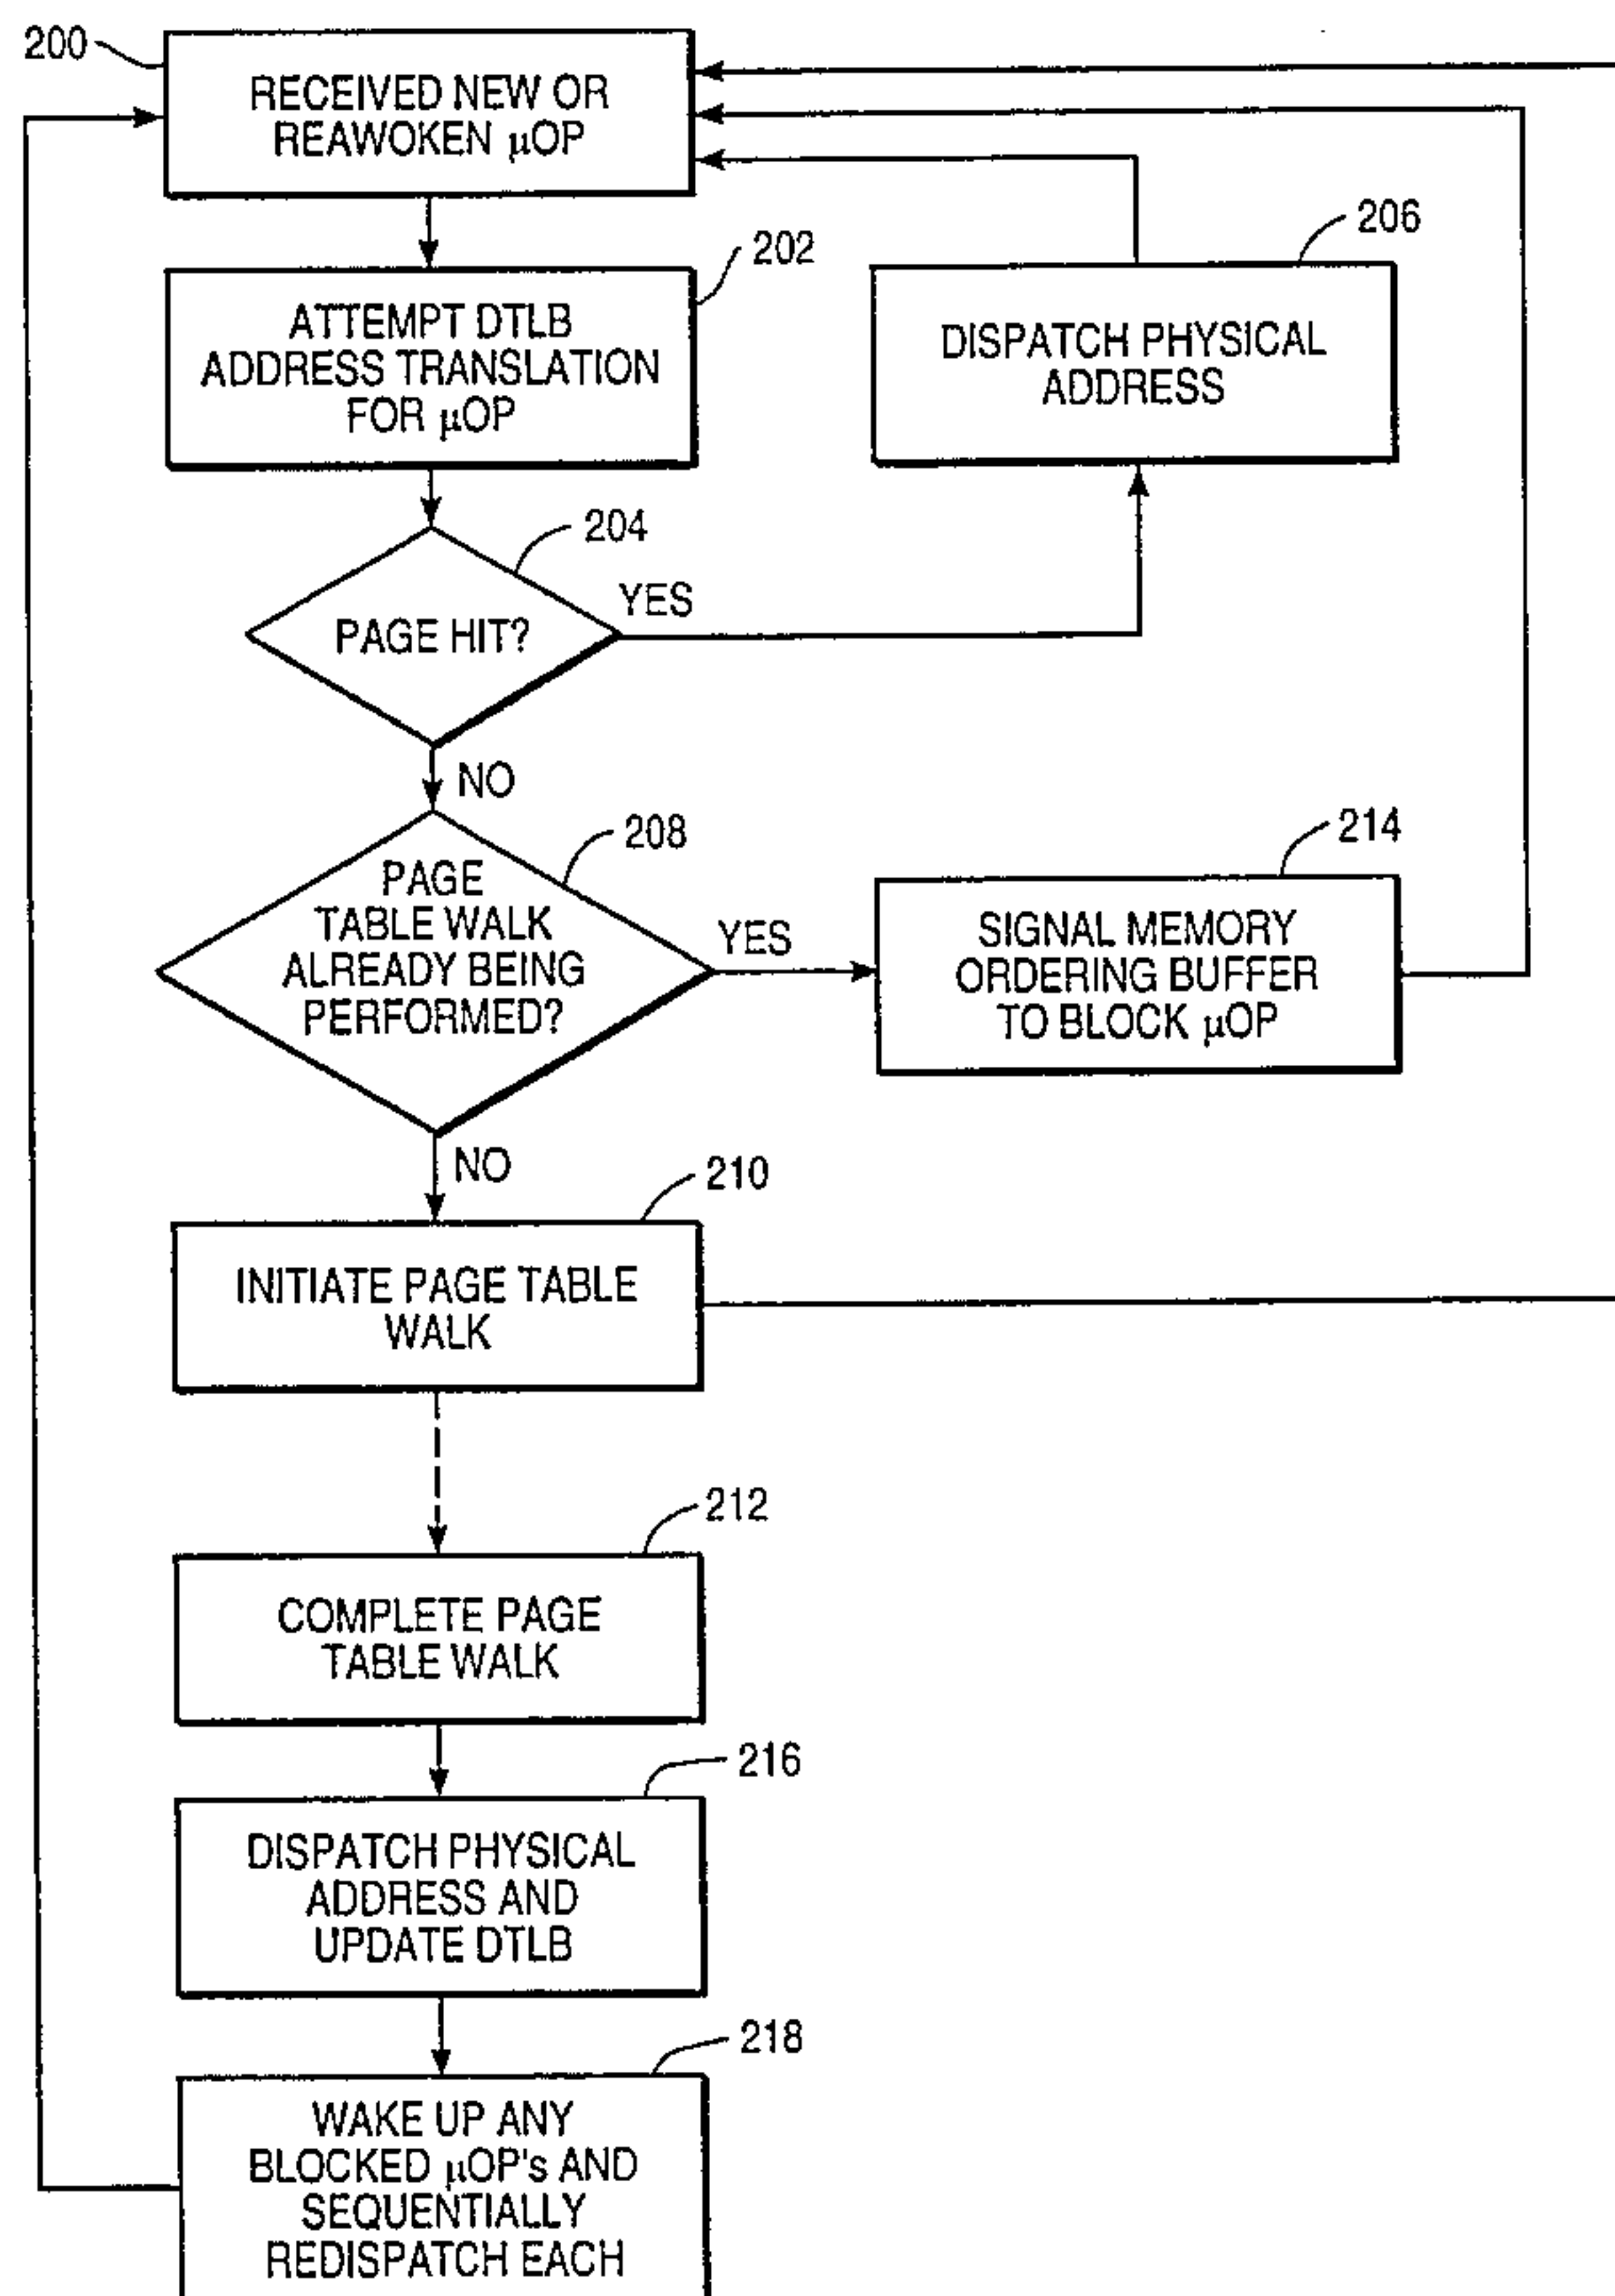 200
RECEIVED NEW OR
REAWOKEN µOP
202
ATTEMPT DTLB
ADDRESS TRANSLATION
FOR µOP
206
DISPATCH PHYSICAL
ADDRESS
204
PAGE HIT?
YES
NO
208
PAGE
TABLE WALK
ALREADY BEING
PERFORMED?
YES
214
SIGNAL MEMORY
ORDERING BUFFER
TO BLOCK µOP
NO
210
INITIATE PAGE TABLE
WALK
212
COMPLETE PAGE
TABLE WALK
216
DISPATCH PHYSICAL
ADDRESS AND
UPDATE DTLB
218
WAKE UP ANY
BLOCKED µOP's AND
SEQUENTIALLY
REDISPATCH EACH